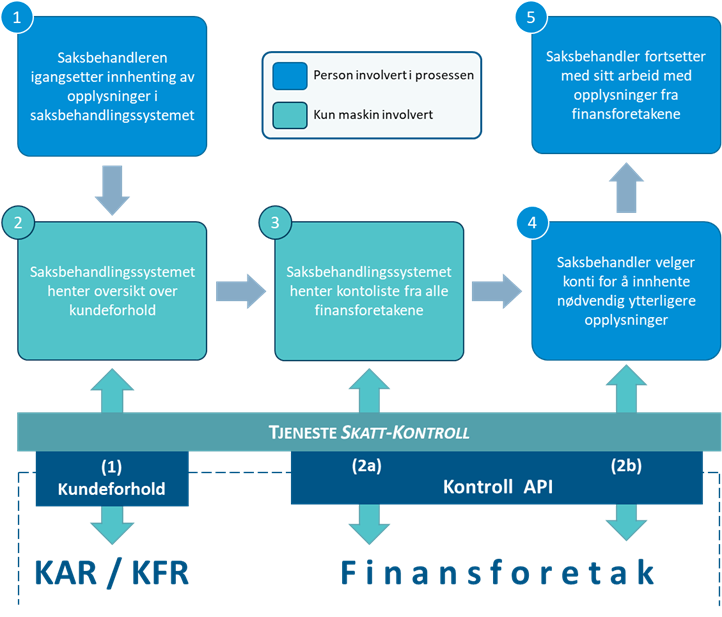 1
Saksbehandleren
igangsetter innhenting av
opplysninger i
saksbehandlingssystemet
Person involvert i prosessen
Kun maskin involvert
5
Saksbehandler fortsetter
med sitt arbeid med
opplysninger fra
finansforetakene
2
Saksbehandlingssystemet
henter oversikt over
kundeforhold
3
Saksbehandlingssystemet
henter kontoliste fra alle
finansforetakene
4
Saksbehandler velger
konti for å innhente
nødvendig ytterligere
opplysninger
TJENESTE SKATT-KONTROLL
(1)
Kundeforhold
(2a) (2b)
Kontroll API
KAR / KFR
Finansforetak